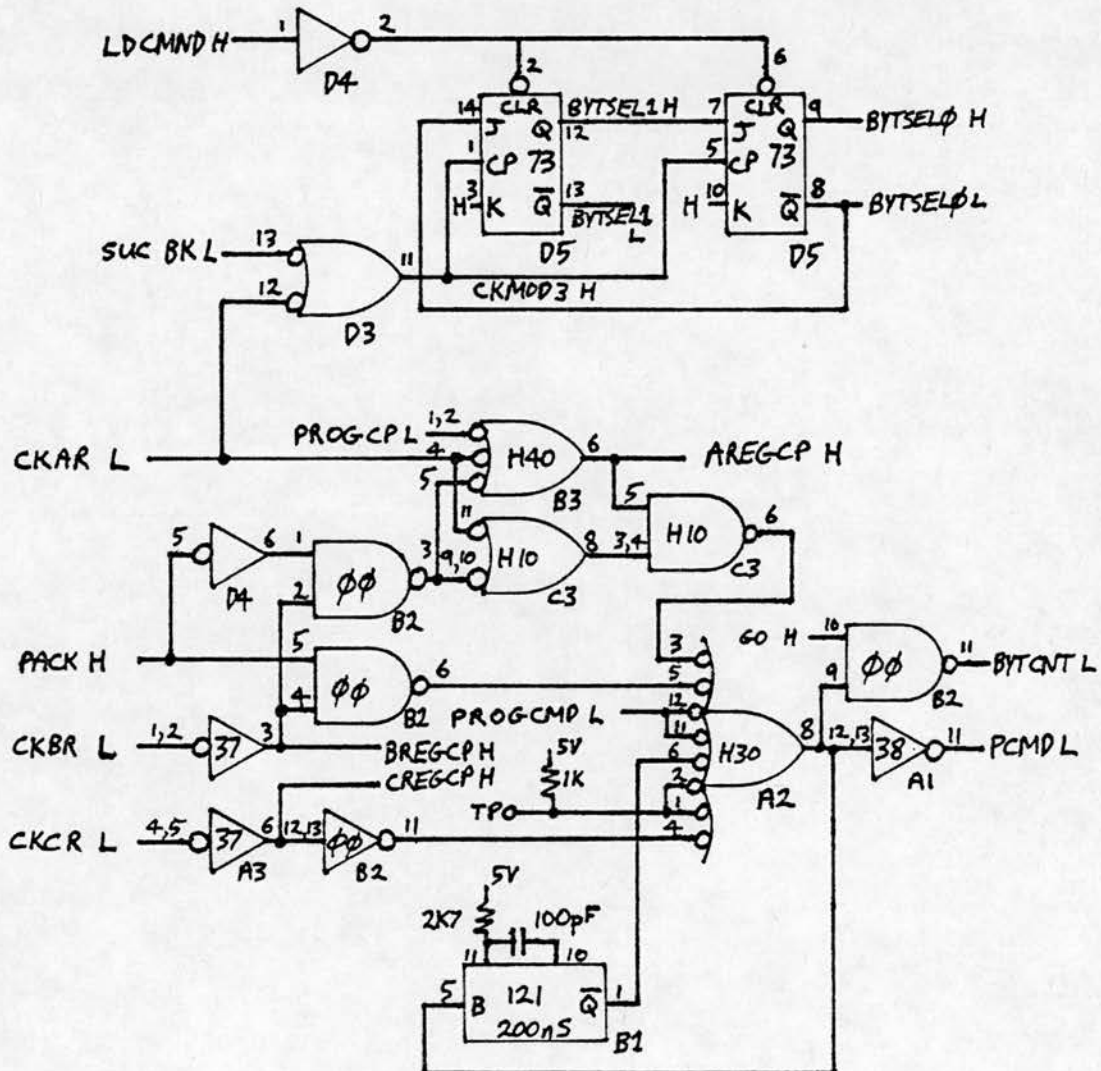 LDCMND H 1 2
D4
6
2
14 CLR BYTSEL1 H 7 CLR 9
J Q 12 J Q BYTSELφ H
1 5
CP 73 CP 73
3 13 10 8
H K Q̅ BYTSEL1 L H K Q̅ BYTSELφ L
D5 D5
SUC BK L 13
11
12 CKMOD3 H
D3
PROGCP L 1,2
CKAR L 4 H40 6 AREGCP H
5 B3
11 5 6
H10
5 6 1 3 9,10 H10 8 3,4 C3
D4 2 φφ C3
B2
GO H 10
3 φφ 11 BYTCNT L
PACK H 5 φφ 6 5 9 B2
4 B2 PROGCMD L 12
11
CKBR L 1,2 37 3 BREGCP H 5V 6 H30 8 12,13 38 11 PCMD L
CREGCP H 1K 2 A2 A1
TP 1
CKCR L 4,5 37 6 12,13 φφ 11 4
A3 B2
5V
2K7 100pF
11 10
5 B 121 Q̅ 1
200nS B1